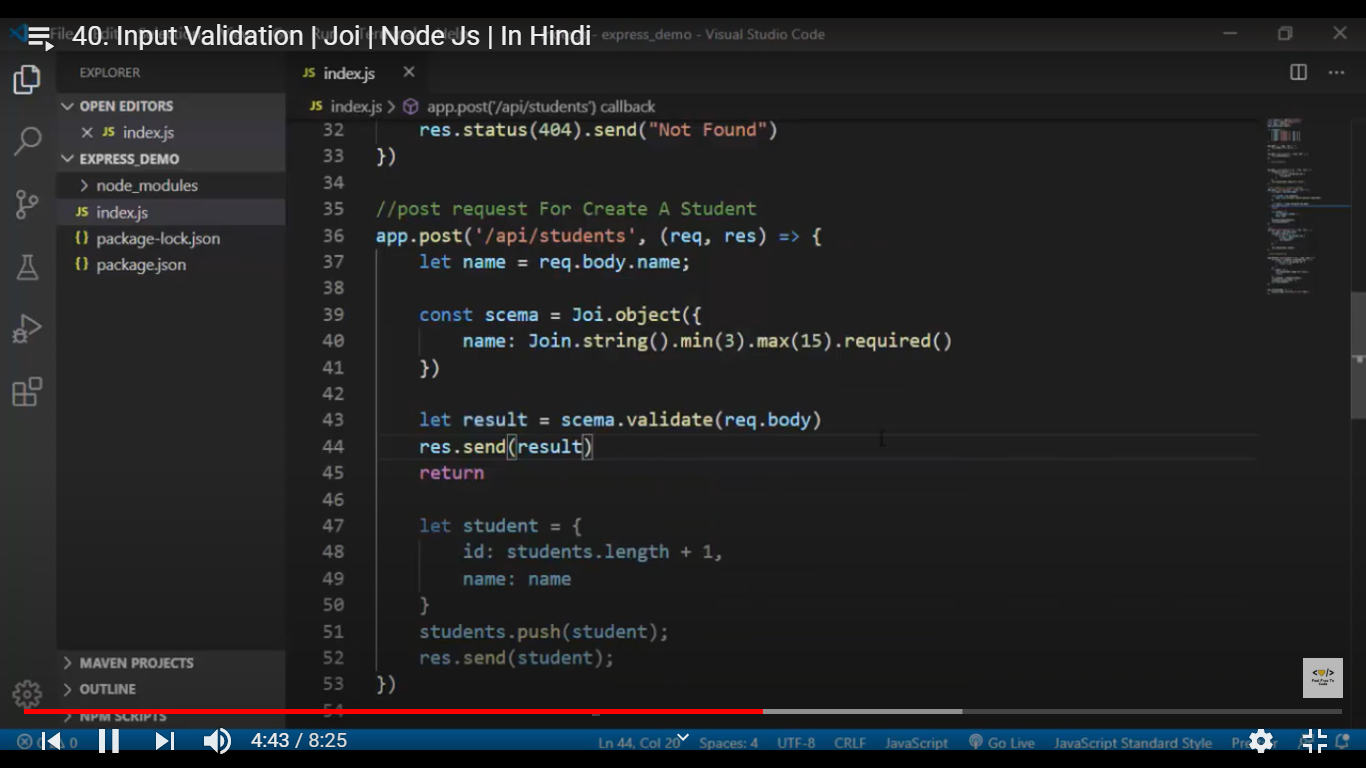 40. Input Validation | Joi | Node Js | In Hindi
express_demo - Visual Studio Code
EXPLORER
OPEN EDITORS
JS index.js
EXPRESS_DEMO
node_modules
JS index.js
{} package-lock.json
{} package.json
MAVEN PROJECTS
OUTLINE
NPM SCRIPTS
JS index.js
JS index.js > app.post('/api/students') callback
32 res.status(404).send("Not Found")
33 })
34
35 //post request For Create A Student
36 app.post('/api/students', (req, res) => {
37 let name = req.body.name;
38
39 const scema = Joi.object({
40 name: Join.string().min(3).max(15).required()
41 })
42
43 let result = scema.validate(req.body)
44 res.send(result)
45 return
46
47 let student = {
48 id: students.length + 1,
49 name: name
50 }
51 students.push(student);
52 res.send(student);
53 })
54
4:43 / 8:25
Ln 44, Col 20 Spaces: 4 UTF-8 CRLF JavaScript Go Live JavaScript Standard Style